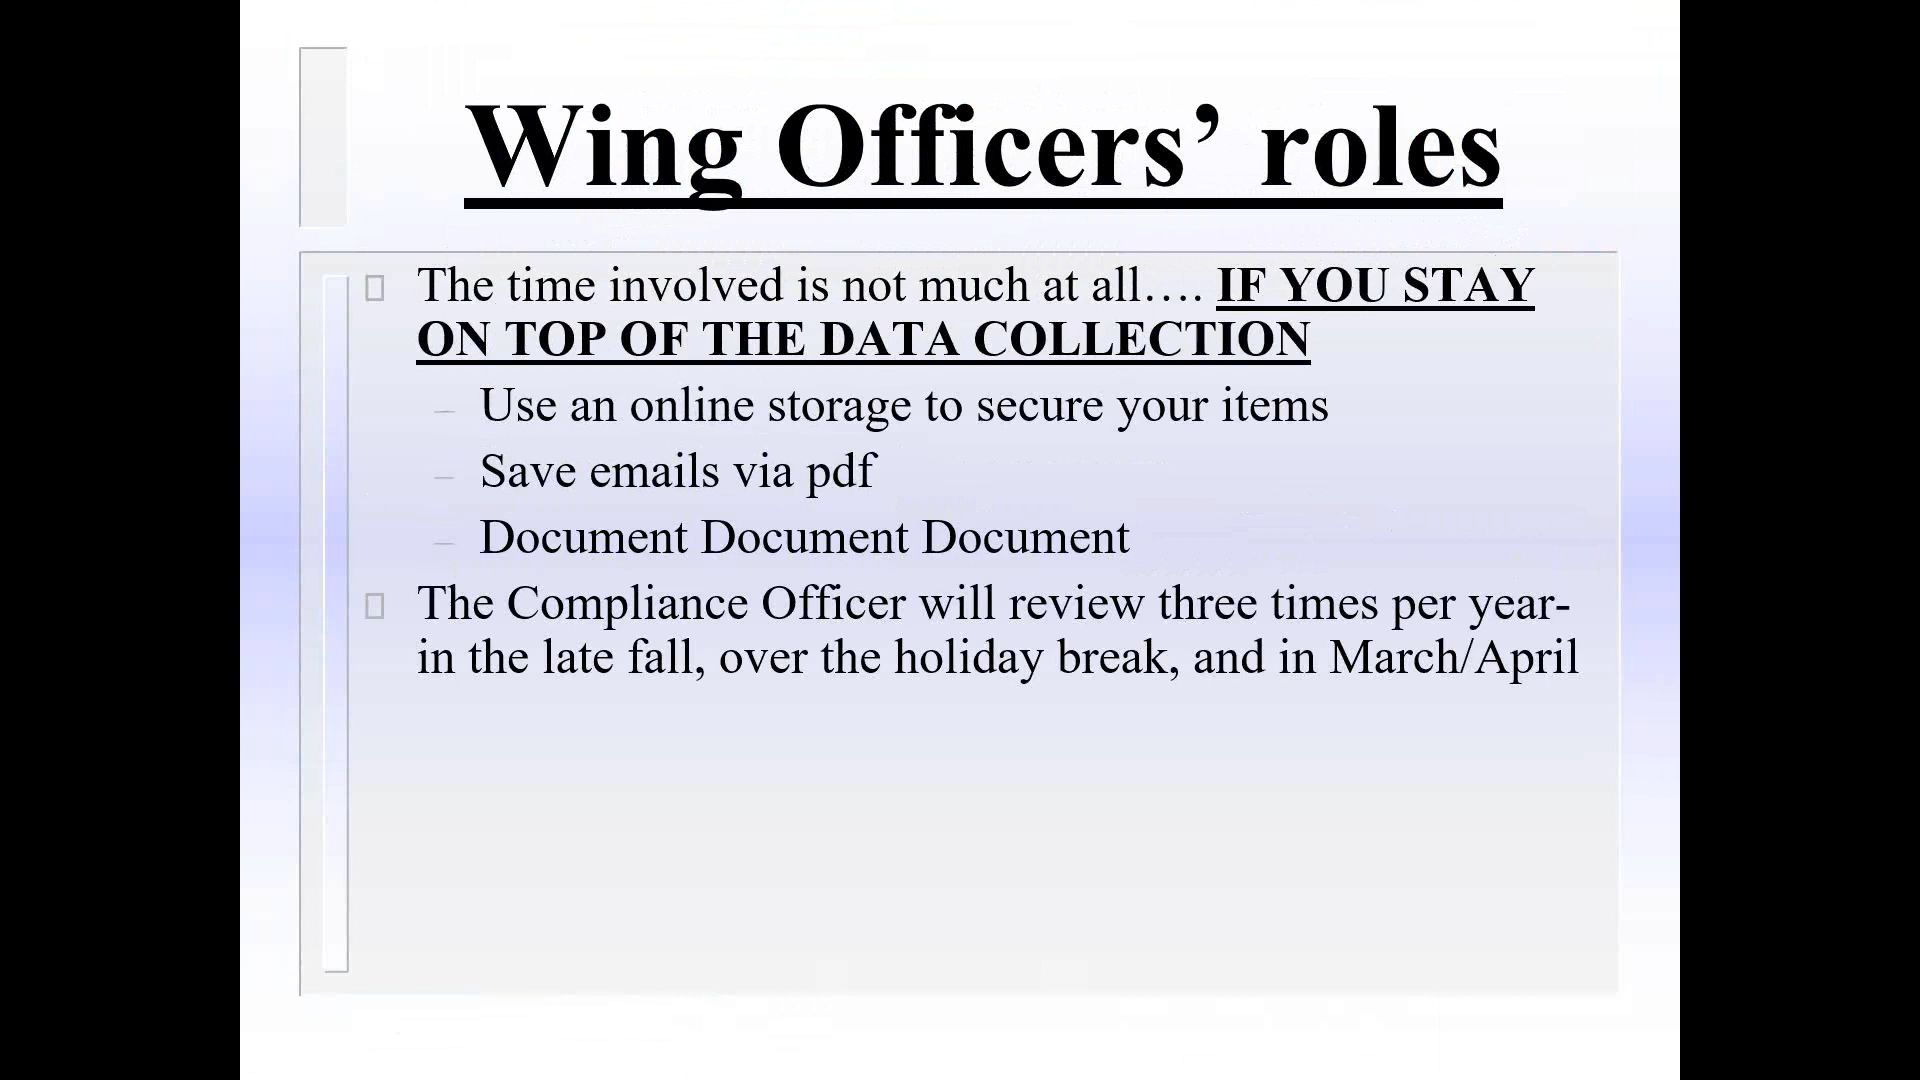 Wing Officers’ roles
The time involved is not much at all…. IF YOU STAY
ON TOP OF THE DATA COLLECTION
– Use an online storage to secure your items
– Save emails via pdf
– Document Document Document
The Compliance Officer will review three times per year-
in the late fall, over the holiday break, and in March/April